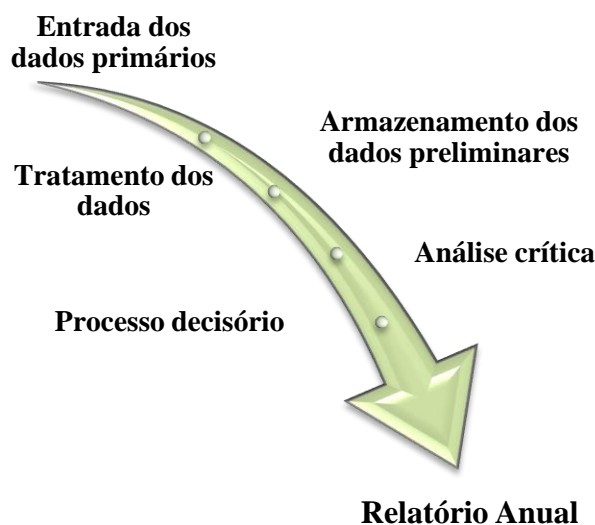 Entrada dos
dados primários
Armazenamento dos
dados preliminares
Tratamento dos
dados
Análise crítica
Processo decisório
Relatório Anual